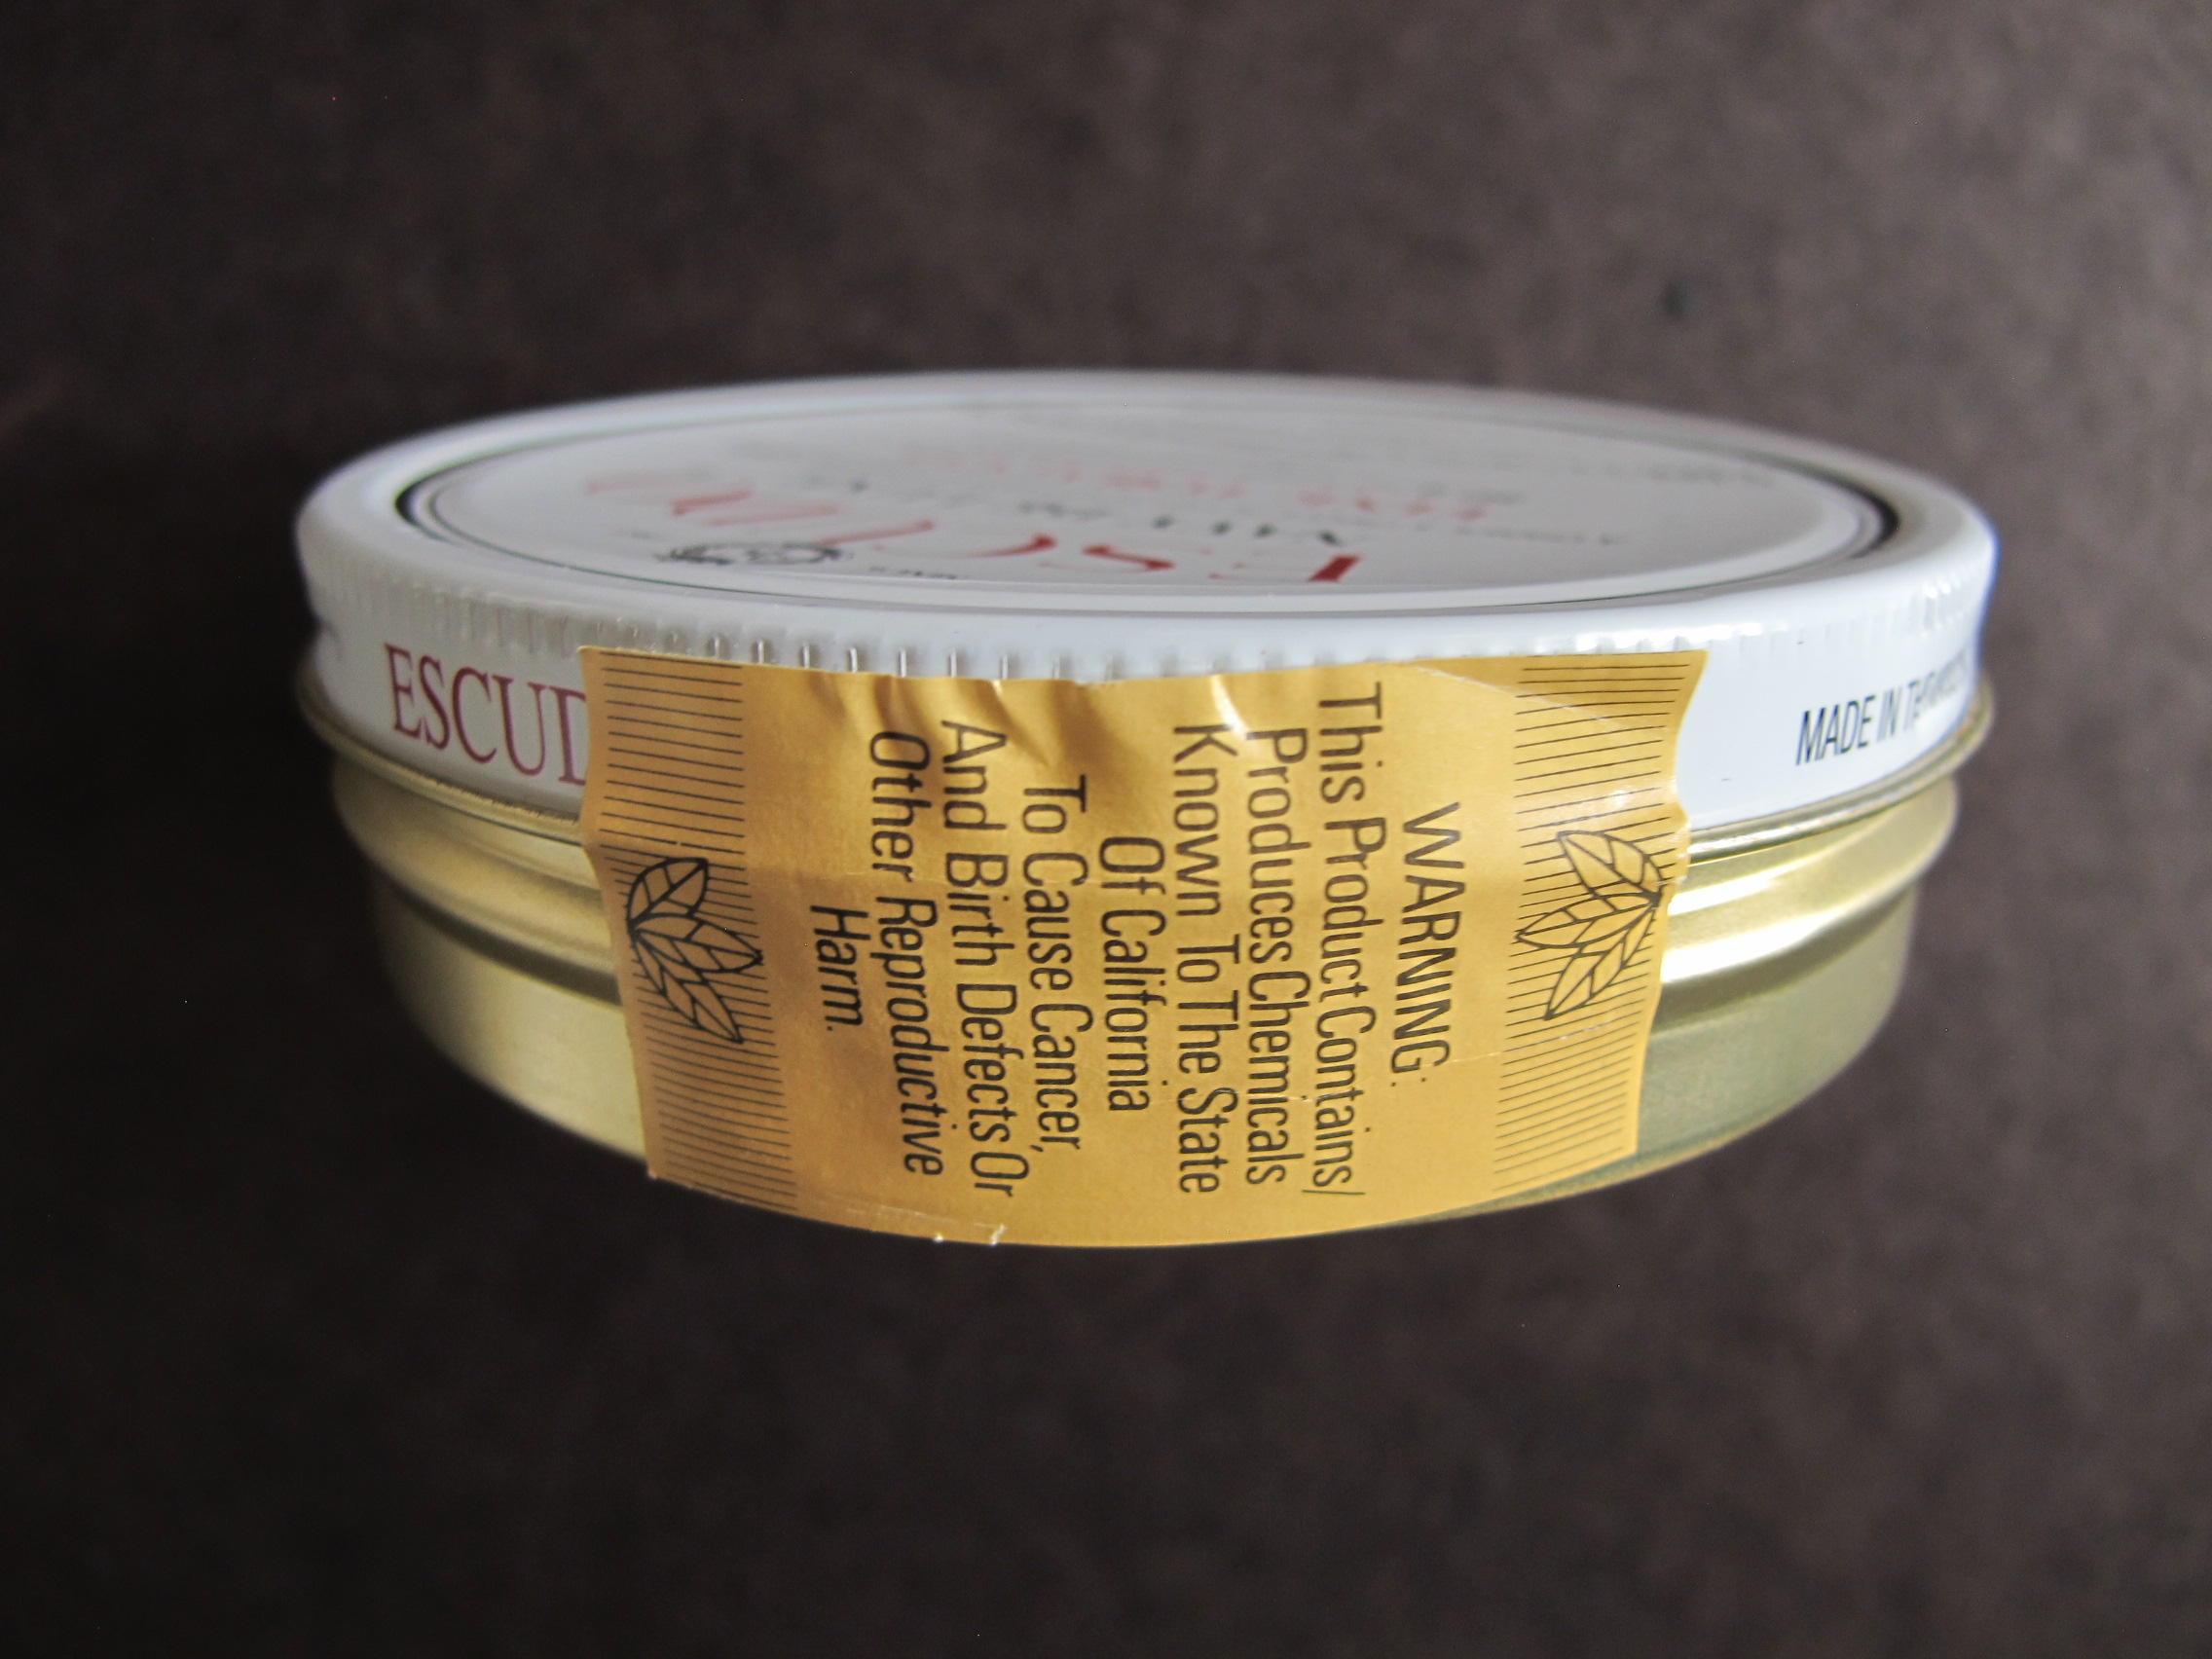 ESCUD
MADE IN
WARNING:
This Product Contains/
Produces Chemicals
Known To The State
Of California
To Cause Cancer,
And Birth Defects Or
Other Reproductive
Harm.